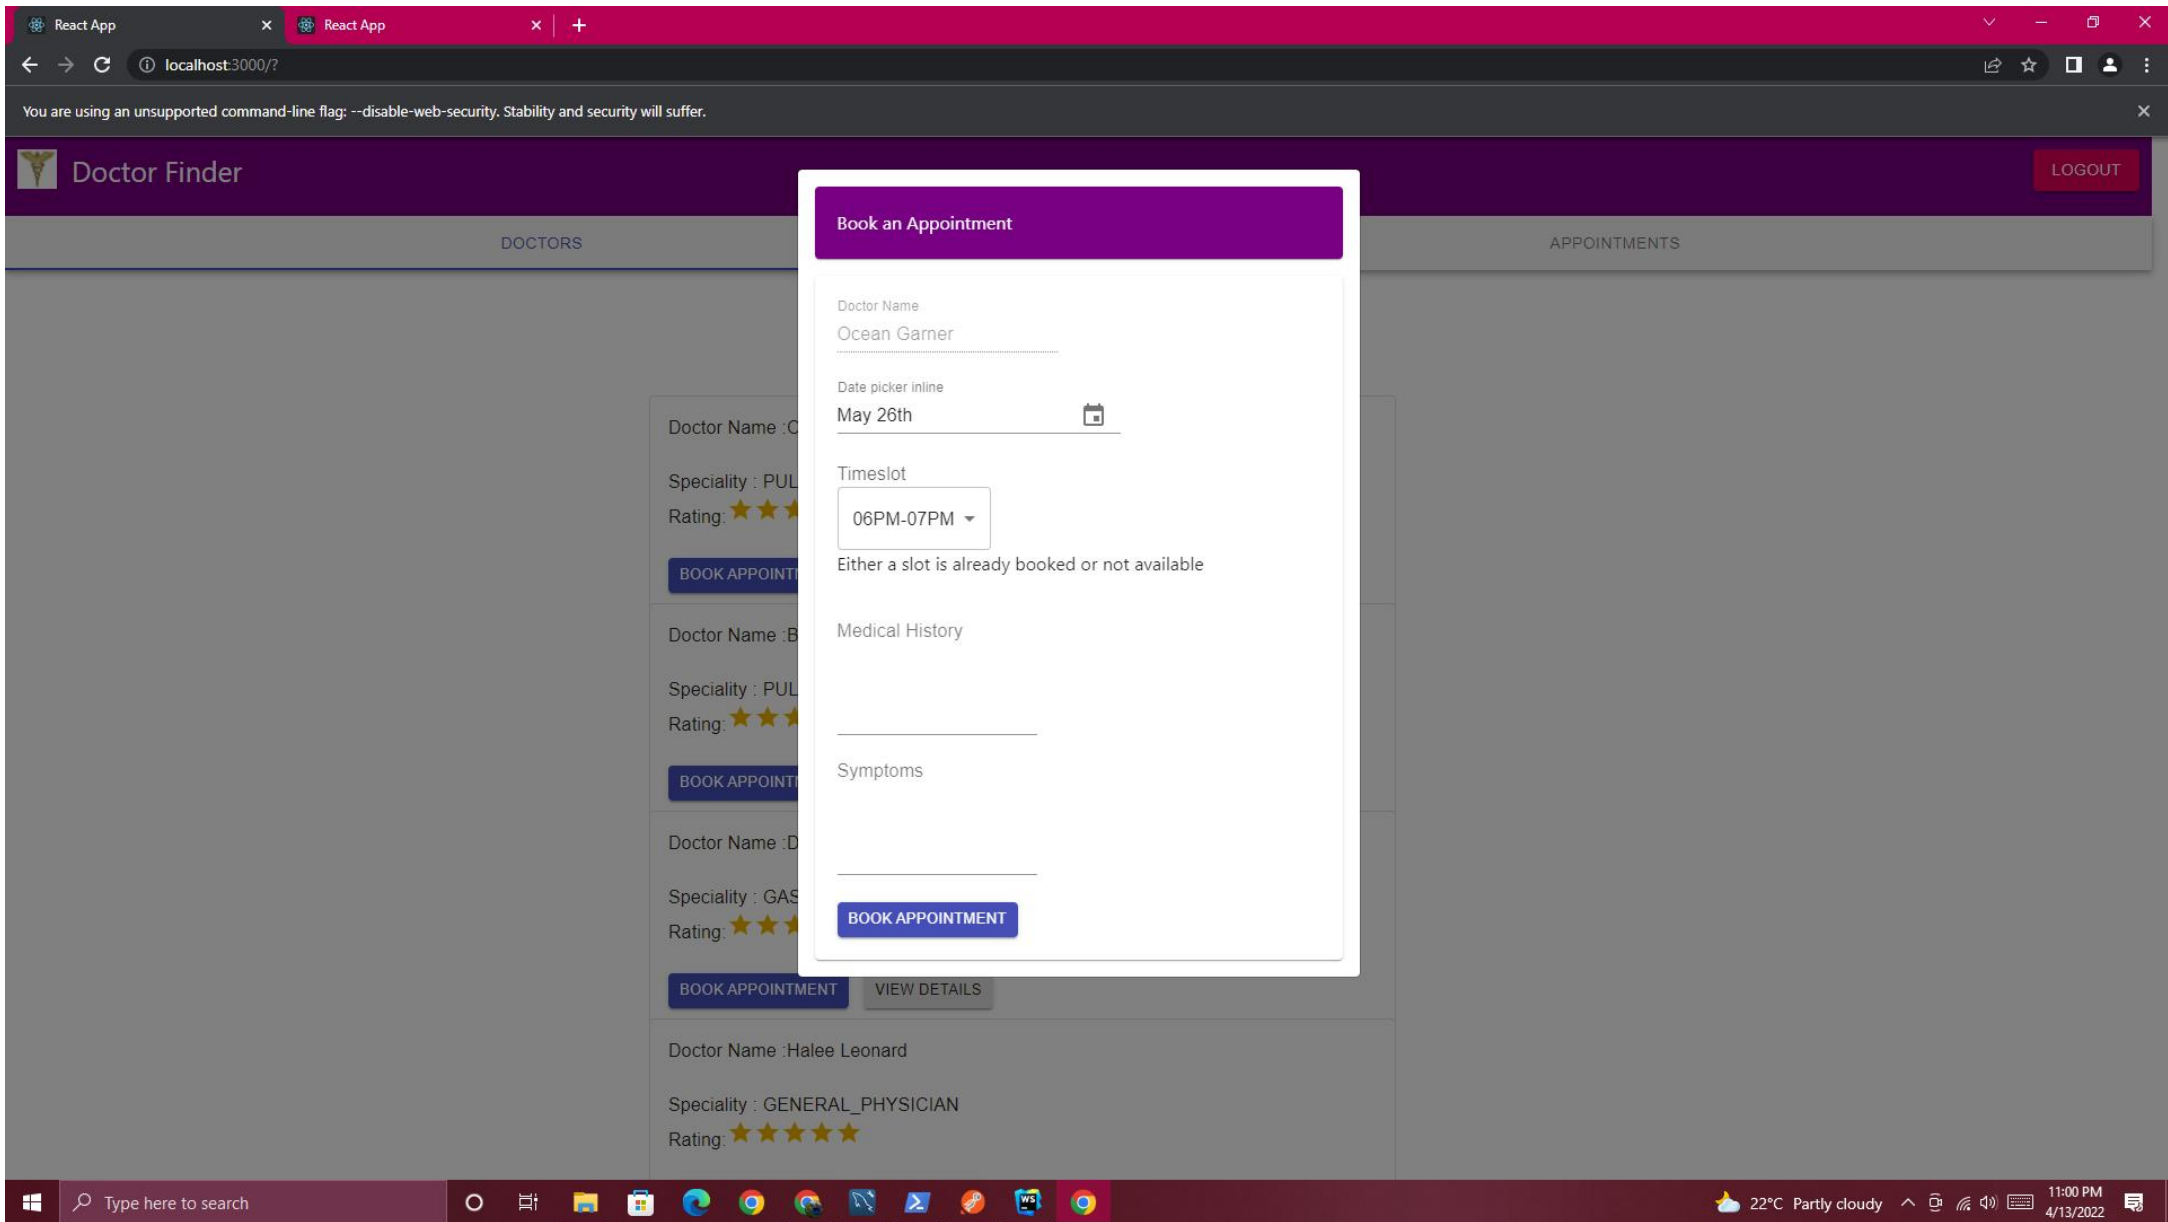 React App
React App
localhost:3000/?
You are using an unsupported command-line flag: --disable-web-security. Stability and security will suffer.
Doctor Finder
LOGOUT
DOCTORS
APPOINTMENTS
Book an Appointment
Doctor Name
Ocean Garner
Date picker inline
May 26th
Timeslot
06PM-07PM
Either a slot is already booked or not available
Medical History
Symptoms
BOOK APPOINTMENT
Doctor Name :O
Speciality : PUL
Rating:
BOOK APPOINT
Doctor Name :B
Speciality : PUL
Rating:
BOOK APPOINT
Doctor Name :D
Speciality : GAS
Rating:
BOOK APPOINTMENT
VIEW DETAILS
Doctor Name :Halee Leonard
Speciality : GENERAL_PHYSICIAN
Rating:
Type here to search
WS
22°C Partly cloudy
11:00 PM
4/13/2022